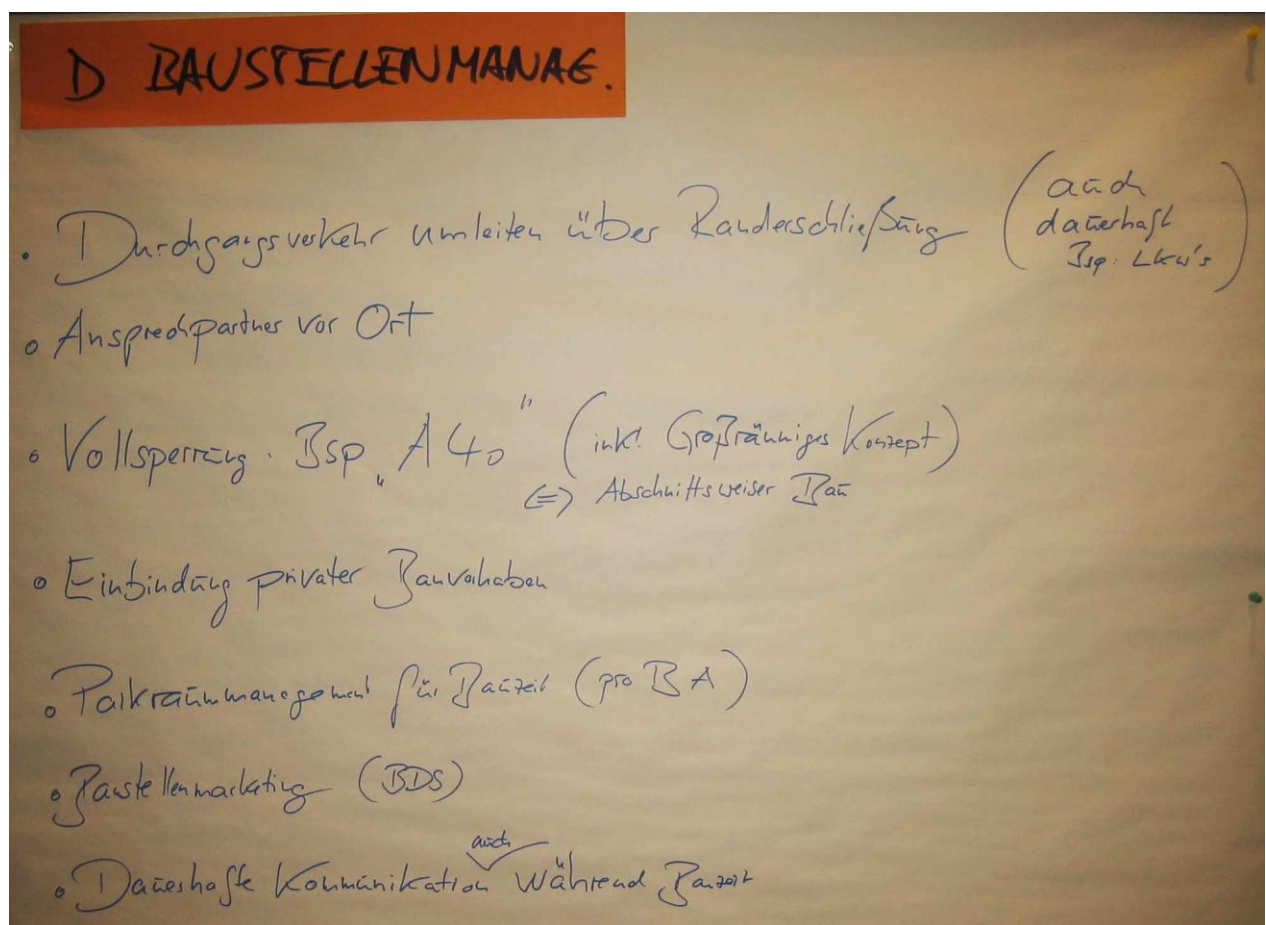 D BAUSTELLENMANAG.
• Durchgangsverkehr umleiten über Randerschließung (auch
dauerhaft
Bsp: LKW's)
• Ansprechpartner vor Ort
• Vollsperrung. Bsp „A40" (inkl. Großräumiges Konzept)
<=> Abschnittsweiser Bau
• Einbindung privater Bauvorhaben
• Parkraummanagement für Bauzeit (pro BA)
• Baustellenmarketing (BDS)
auch
• Dauerhafte Kommunikation während Bauzeit